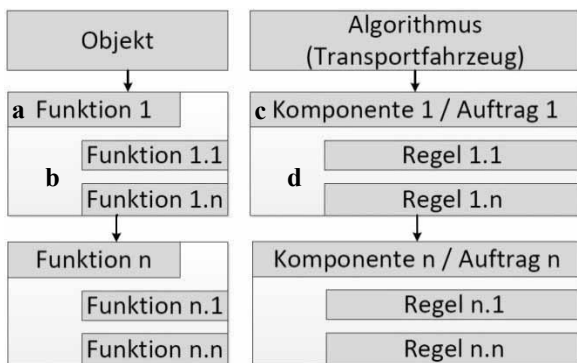 Objekt
a Funktion 1
b
Funktion 1.1
Funktion 1.n
Funktion n
Funktion n.1
Funktion n.n
Algorithmus
(Transportfahrzeug)
c Komponente 1 / Auftrag 1
d
Regel 1.1
Regel 1.n
Komponente n / Auftrag n
Regel n.1
Regel n.n